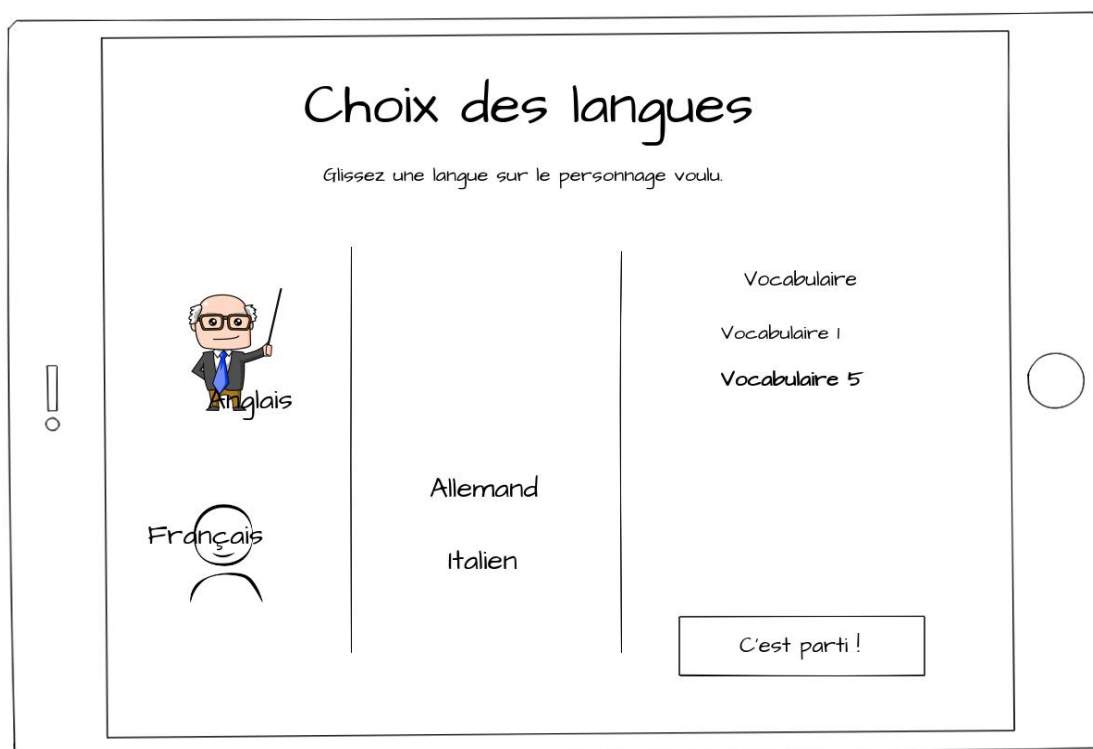 Choix des langues
Glissez une langue sur le personnage voulu.
Anglais
Français
Allemand
Italien
Vocabulaire
Vocabulaire 1
Vocabulaire 5
C'est parti !